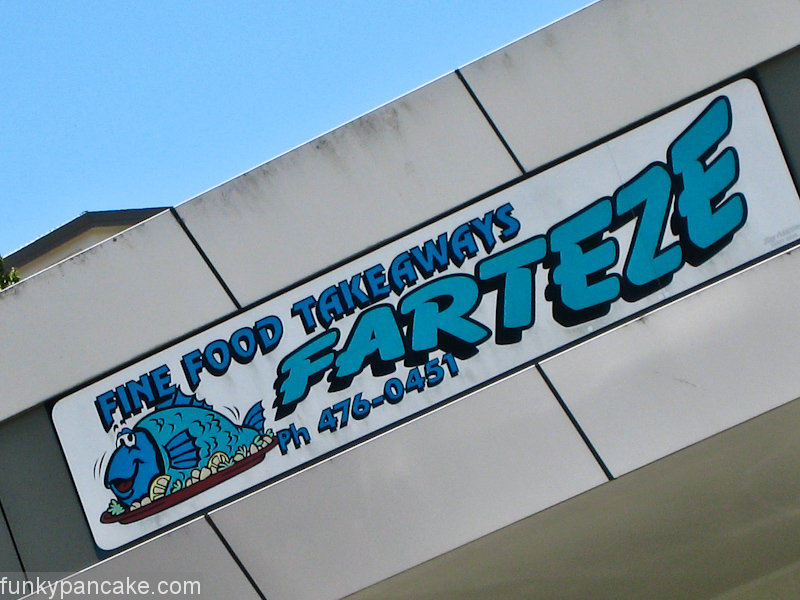 FINE FOOD TAKEAWAYS
FARTEZE
Ph 476-0451
funkypancake.com